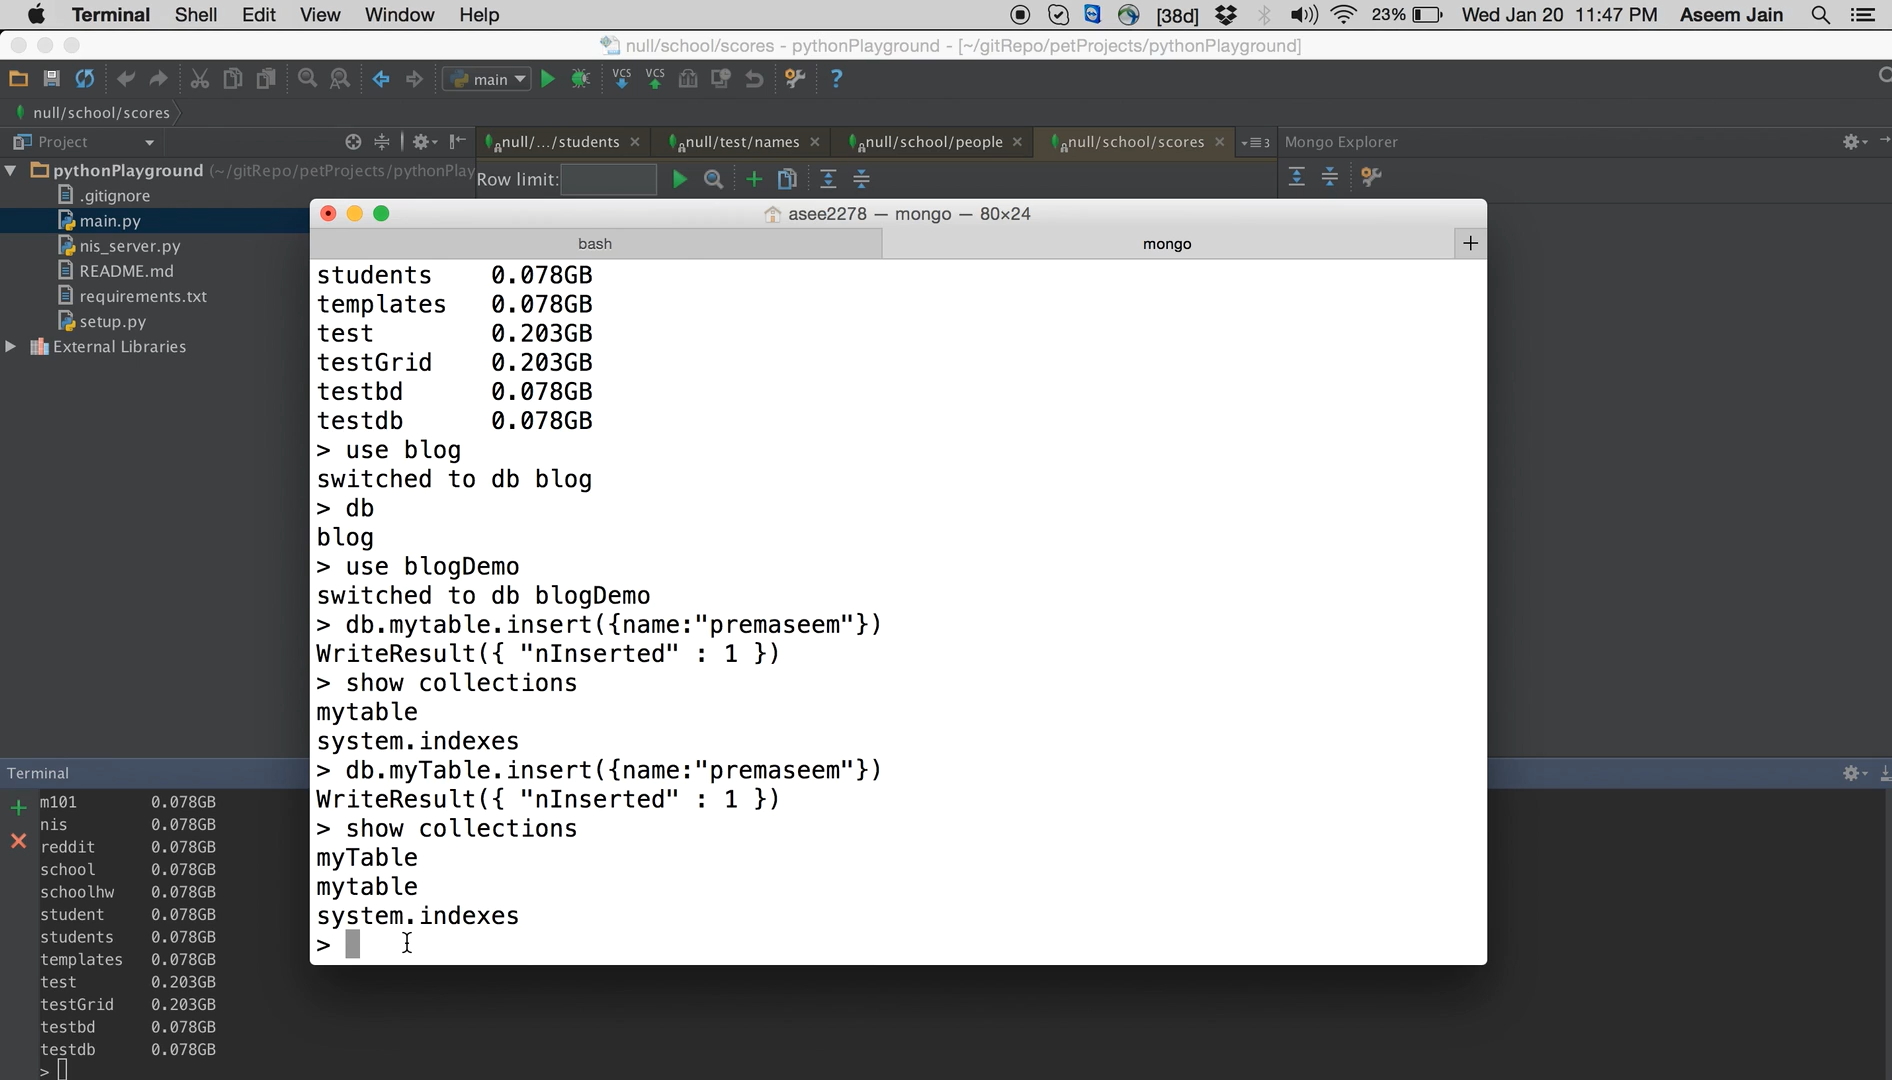 Terminal Shell Edit View Window Help [38d] 23% Wed Jan 20 11:47 PM Aseem Jain
null/school/scores - pythonPlayground - [~/gitRepo/petProjects/pythonPlayground]
main VCS VCS ?
null/school/scores
Project
null/.../students null/test/names null/school/people null/school/scores 3
Mongo Explorer
Row limit:
pythonPlayground (~/gitRepo/petProjects/pythonPlay
.gitignore
main.py
nis_server.py
README.md
requirements.txt
setup.py
External Libraries
asee2278 — mongo — 80×24
bash mongo +
students 0.078GB
templates 0.078GB
test 0.203GB
testGrid 0.203GB
testbd 0.078GB
testdb 0.078GB
> use blog
switched to db blog
> db
blog
> use blogDemo
switched to db blogDemo
> db.mytable.insert({name:"premaseem"})
WriteResult({ "nInserted" : 1 })
> show collections
mytable
system.indexes
> db.myTable.insert({name:"premaseem"})
WriteResult({ "nInserted" : 1 })
> show collections
myTable
mytable
system.indexes
>
Terminal
m101 0.078GB
nis 0.078GB
reddit 0.078GB
school 0.078GB
schoolhw 0.078GB
student 0.078GB
students 0.078GB
templates 0.078GB
test 0.203GB
testGrid 0.203GB
testbd 0.078GB
testdb 0.078GB
>